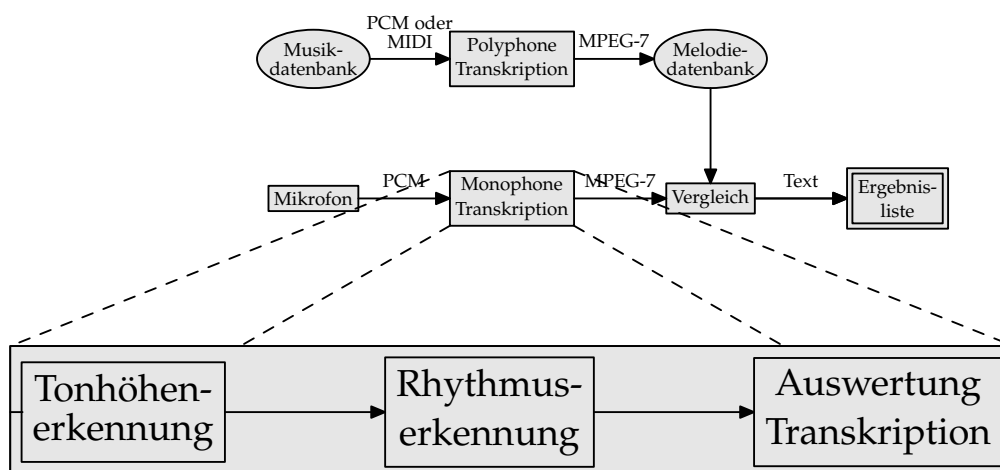 PCM oder
MIDI
MPEG-7
Musik-
datenbank
Polyphone
Transkription
Melodie-
datenbank
PCM
MPEG-7
Text
Mikrofon
Monophone
Transkription
Vergleich
Ergebnis-
liste
Tonhöhen-
erkennung
Rhythmus-
erkennung
Auswertung
Transkription